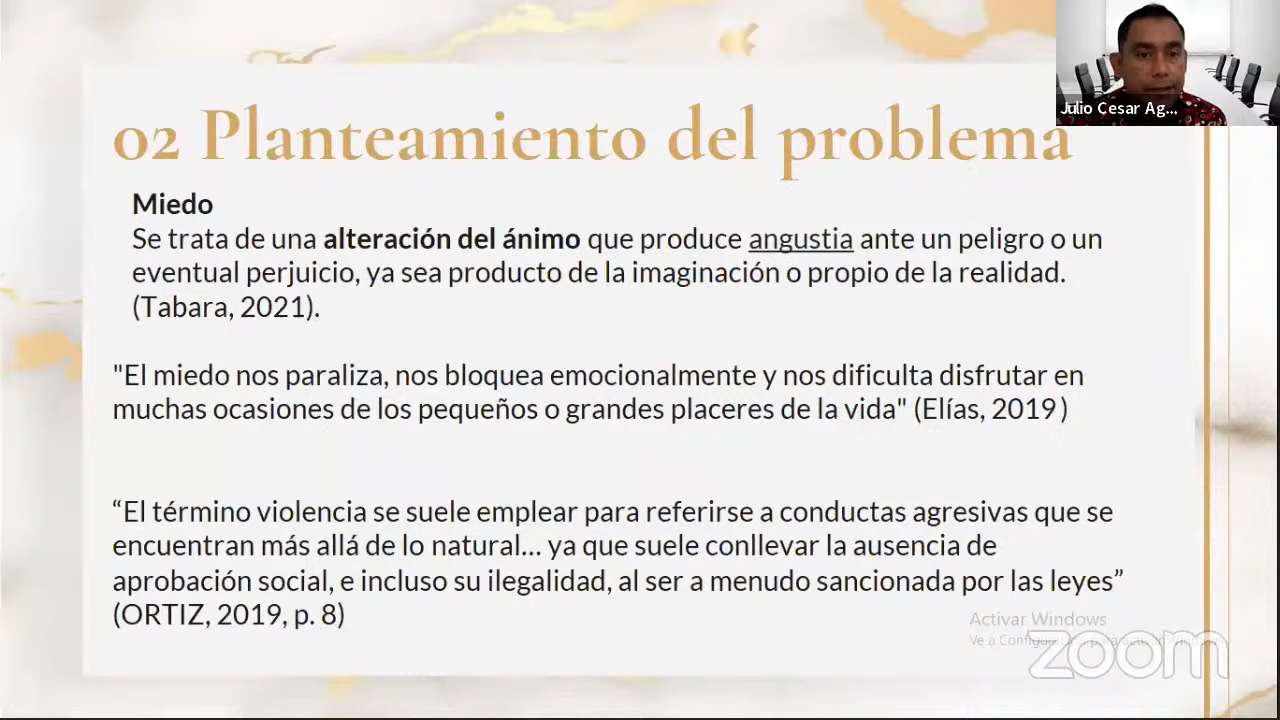 Julio Cesar Ag...
02 Planteamiento del problema
Miedo
Se trata de una alteración del ánimo que produce angustia ante un peligro o un
eventual perjuicio, ya sea producto de la imaginación o propio de la realidad.
(Tabara, 2021).
"El miedo nos paraliza, nos bloquea emocionalmente y nos dificulta disfrutar en
muchas ocasiones de los pequeños o grandes placeres de la vida" (Elías, 2019)
“El término violencia se suele emplear para referirse a conductas agresivas que se
encuentran más allá de lo natural... ya que suele conllevar la ausencia de
aprobación social, e incluso su ilegalidad, al ser a menudo sancionada por las leyes”
(ORTIZ, 2019, p. 8)
Activar Windows
Ve a para
zoom